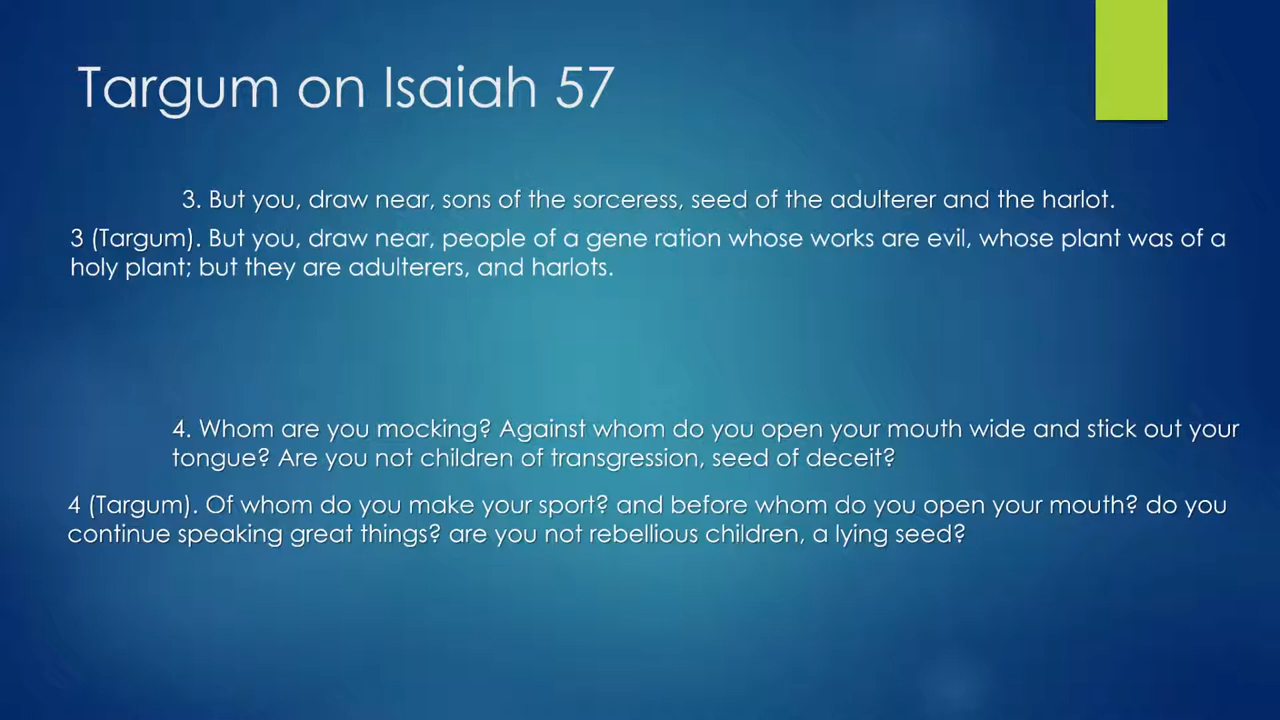 Targum on Isaiah 57
3. But you, draw near, sons of the sorceress, seed of the adulterer and the harlot.
3 (Targum). But you, draw near, people of a gene ration whose works are evil, whose plant was of a
holy plant; but they are adulterers, and harlots.
4. Whom are you mocking? Against whom do you open your mouth wide and stick out your
tongue? Are you not children of transgression, seed of deceit?
4 (Targum). Of whom do you make your sport? and before whom do you open your mouth? do you
continue speaking great things? are you not rebellious children, a lying seed?